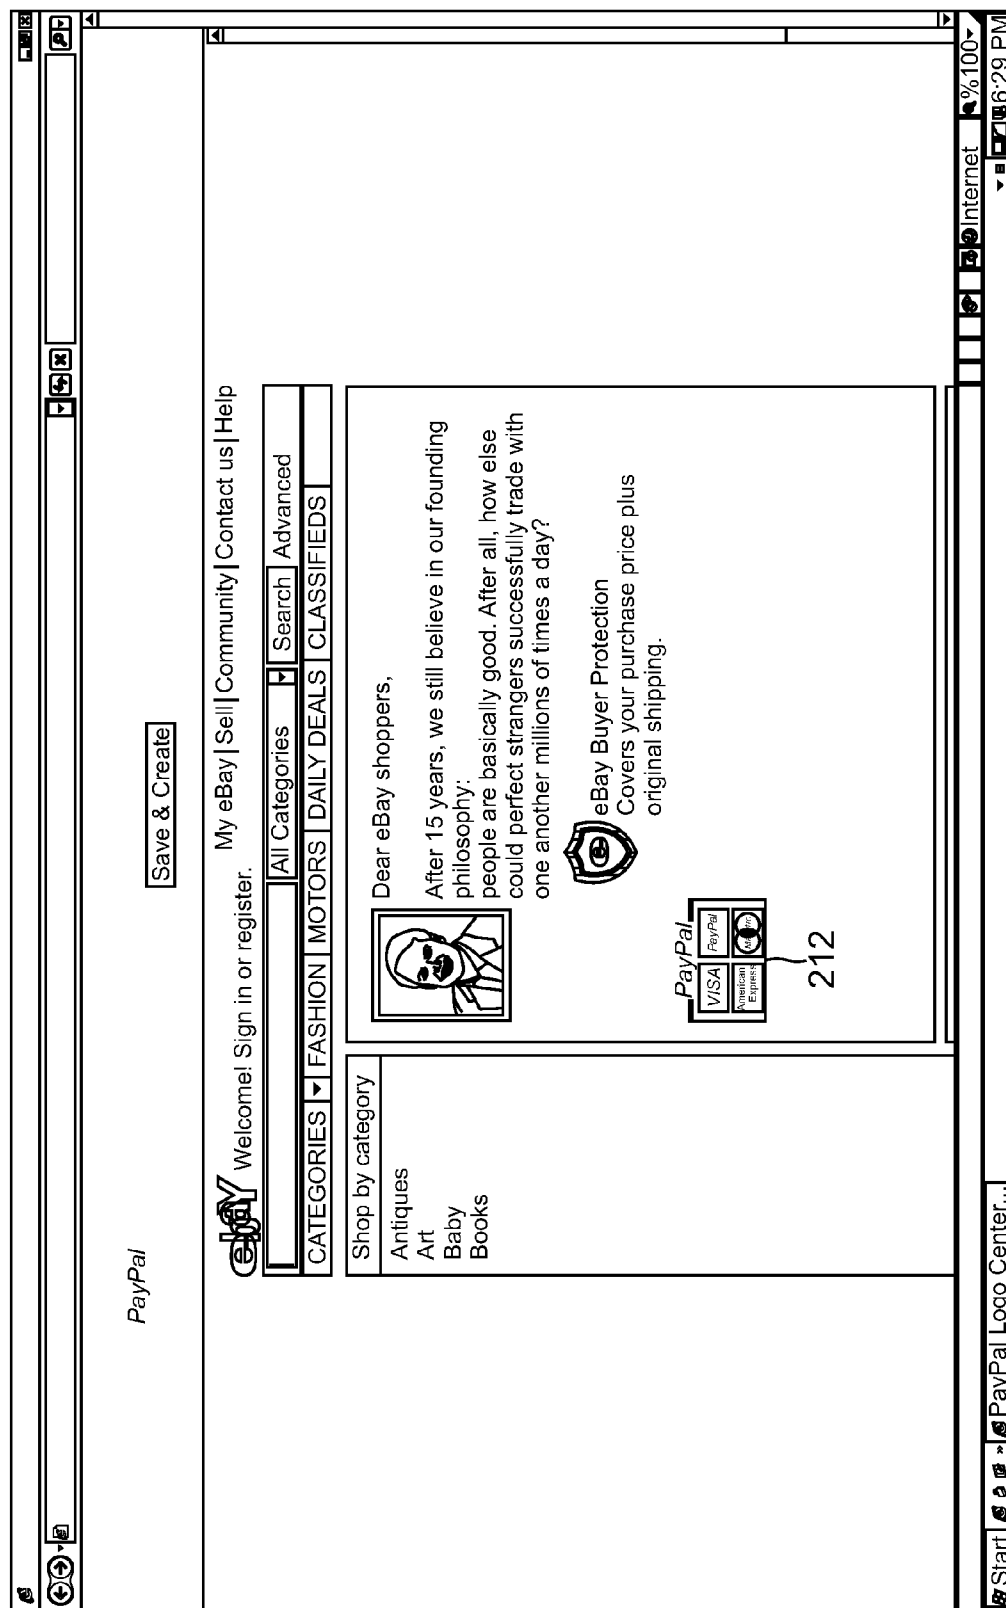 PayPal
Save & Create
ebaY Welcome! Sign in or register. My eBay|Sell|Community|Contact us|Help
All Categories Search Advanced
CATEGORIES FASHION MOTORS DAILY DEALS CLASSIFIEDS
Shop by category
Antiques
Art
Baby
Books
Dear eBay shoppers,
After 15 years, we still believe in our founding
philosophy:
people are basically good. After all, how else
could perfect strangers successfully trade with
one another millions of times a day?
e
eBay Buyer Protection
Covers your purchase price plus
original shipping.
PayPal
VISA PayPal
American
Express
212
Internet %100
Start » PayPal Logo Center... 6:29 PM